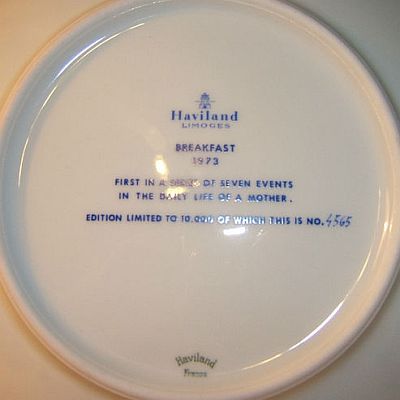 Haviland
LIMOGES
BREAKFAST
1973
FIRST IN A SERIES OF SEVEN EVENTS
IN THE DAILY LIFE OF A MOTHER.
EDITION LIMITED TO 10.000 OF WHICH THIS IS NO. 4565
Haviland
France